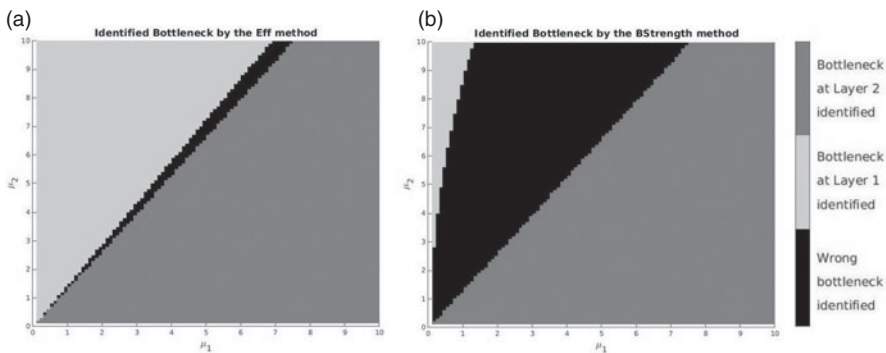 (a)
Identified Bottleneck by the Eff method
10
9
8
7
6
5
4
3
2
1
0
μ2
0 1 2 3 4 5 6 7 8 9 10
μ1
(b)
Identified Bottleneck by the BStrength method
10
9
8
7
6
5
4
3
2
1
0
μ2
0 1 2 3 4 5 6 7 8 9 10
μ1
Bottleneck
at Layer 2
identified
Bottleneck
at Layer 1
identified
Wrong
bottleneck
identified